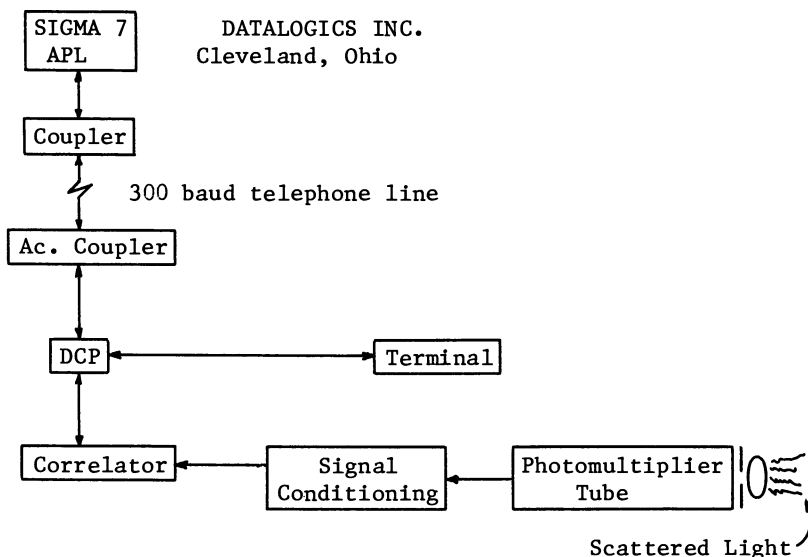 SIGMA 7
APL
DATALOGICS INC.
Cleveland, Ohio
Coupler
300 baud telephone line
Ac. Coupler
DCP
Terminal
Correlator
Signal
Conditioning
Photomultiplier
Tube
Scattered Light